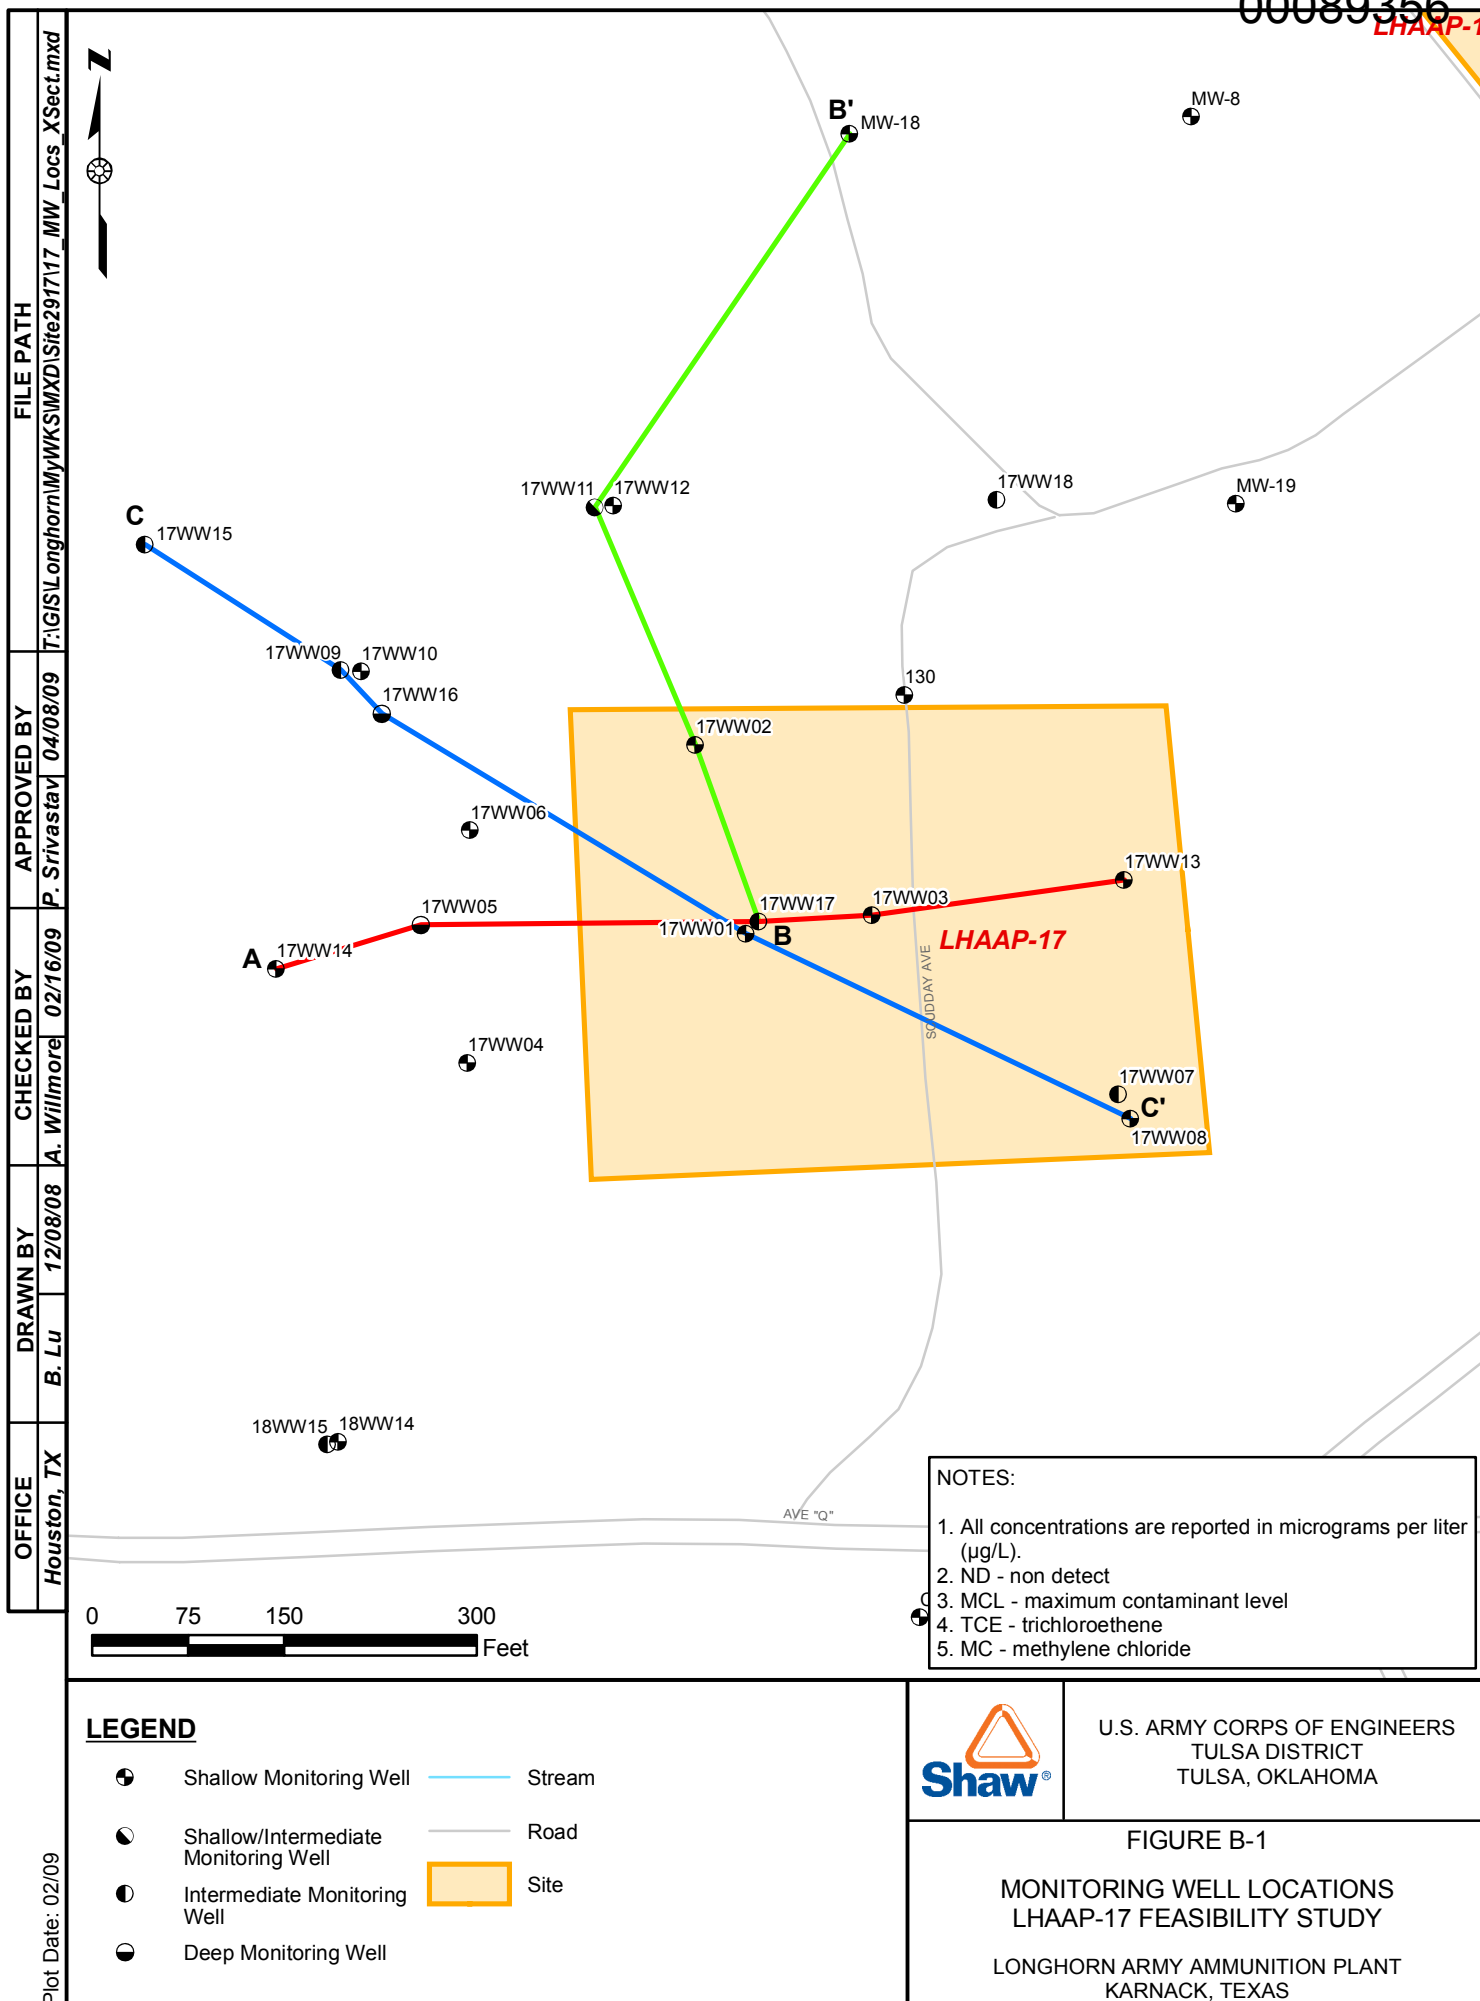 00089356
LHAAP-1
FILE PATH
T:\GIS\Longhorn\MyWKS\MXD\Site2917\17_MW_Locs_XSect.mxd
APPROVED BY
P. Srivastav 04/08/09
CHECKED BY
A. Willmore 02/16/09
DRAWN BY
B. Lu 12/08/08
OFFICE
Houston, TX
Plot Date: 02/09
Z
B'
MW-18
MW-8
17WW11
17WW12
17WW18
MW-19
C
17WW15
17WW09
17WW10
17WW16
130
17WW02
17WW06
17WW13
17WW05
17WW17
17WW03
17WW01
B
LHAAP-17
A
17WW14
SOUDDAY AVE
17WW04
17WW07
C'
17WW08
18WW15
18WW14
AVE "Q"
0 75 150 300
Feet
NOTES:
1. All concentrations are reported in micrograms per liter
(µg/L).
2. ND - non detect
3. MCL - maximum contaminant level
4. TCE - trichloroethene
5. MC - methylene chloride
LEGEND
Shallow Monitoring Well
Shallow/Intermediate
Monitoring Well
Intermediate Monitoring
Well
Deep Monitoring Well
Stream
Road
Site
Shaw®
U.S. ARMY CORPS OF ENGINEERS
TULSA DISTRICT
TULSA, OKLAHOMA
FIGURE B-1
MONITORING WELL LOCATIONS
LHAAP-17 FEASIBILITY STUDY
LONGHORN ARMY AMMUNITION PLANT
KARNACK, TEXAS